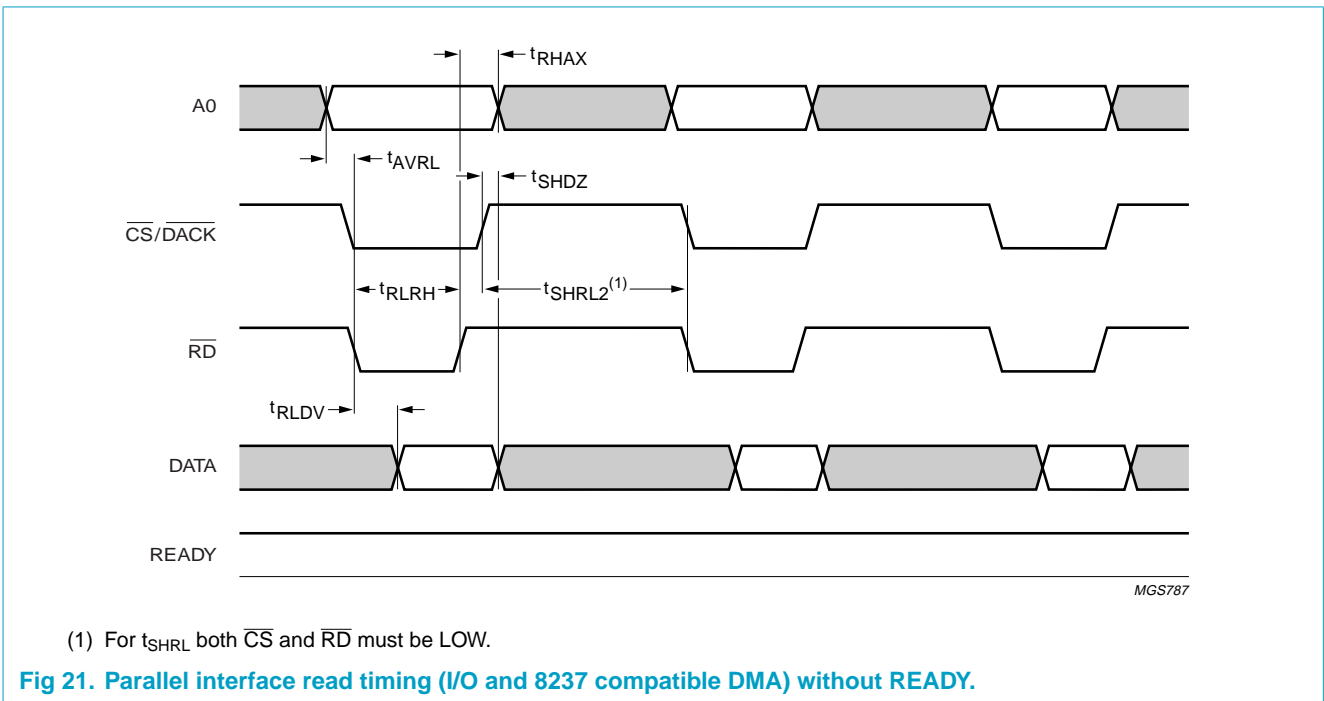 tRHAX
A0
tAVRL
tSHDZ
CS/DACK
tRLRH
tSHRL2(1)
RD
tRLDV
DATA
READY
MGS787
(1) For tSHRL both CS and RD must be LOW.
Fig 21. Parallel interface read timing (I/O and 8237 compatible DMA) without READY.